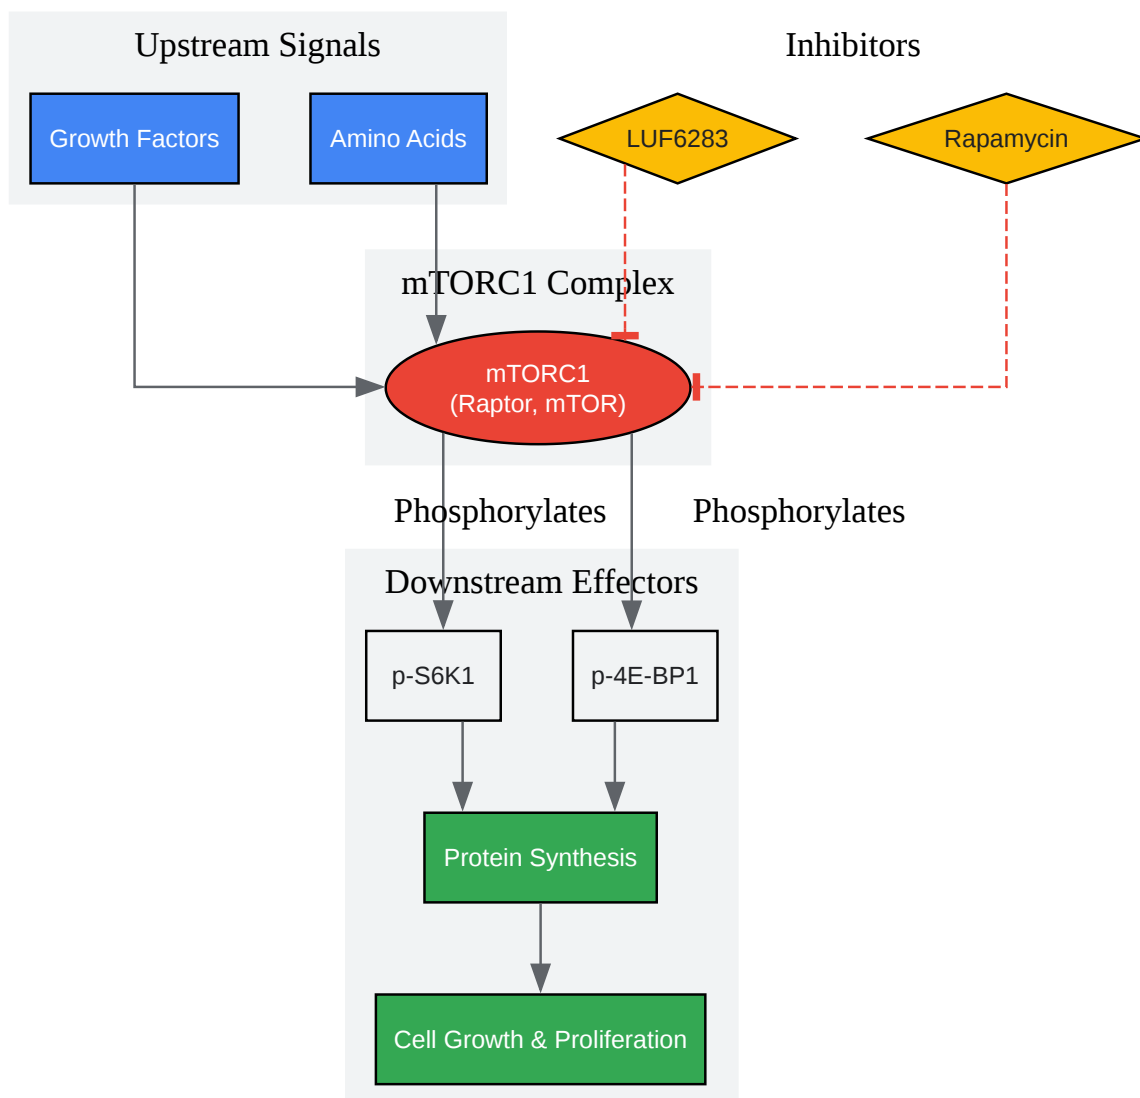 Upstream Signals
Inhibitors
Growth Factors
Amino Acids
LUF6283
Rapamycin
mTORC1 Complex
mTORC1
(Raptor, mTOR)
Phosphorylates
Phosphorylates
Downstream Effectors
p-S6K1
p-4E-BP1
Protein Synthesis
Cell Growth & Proliferation